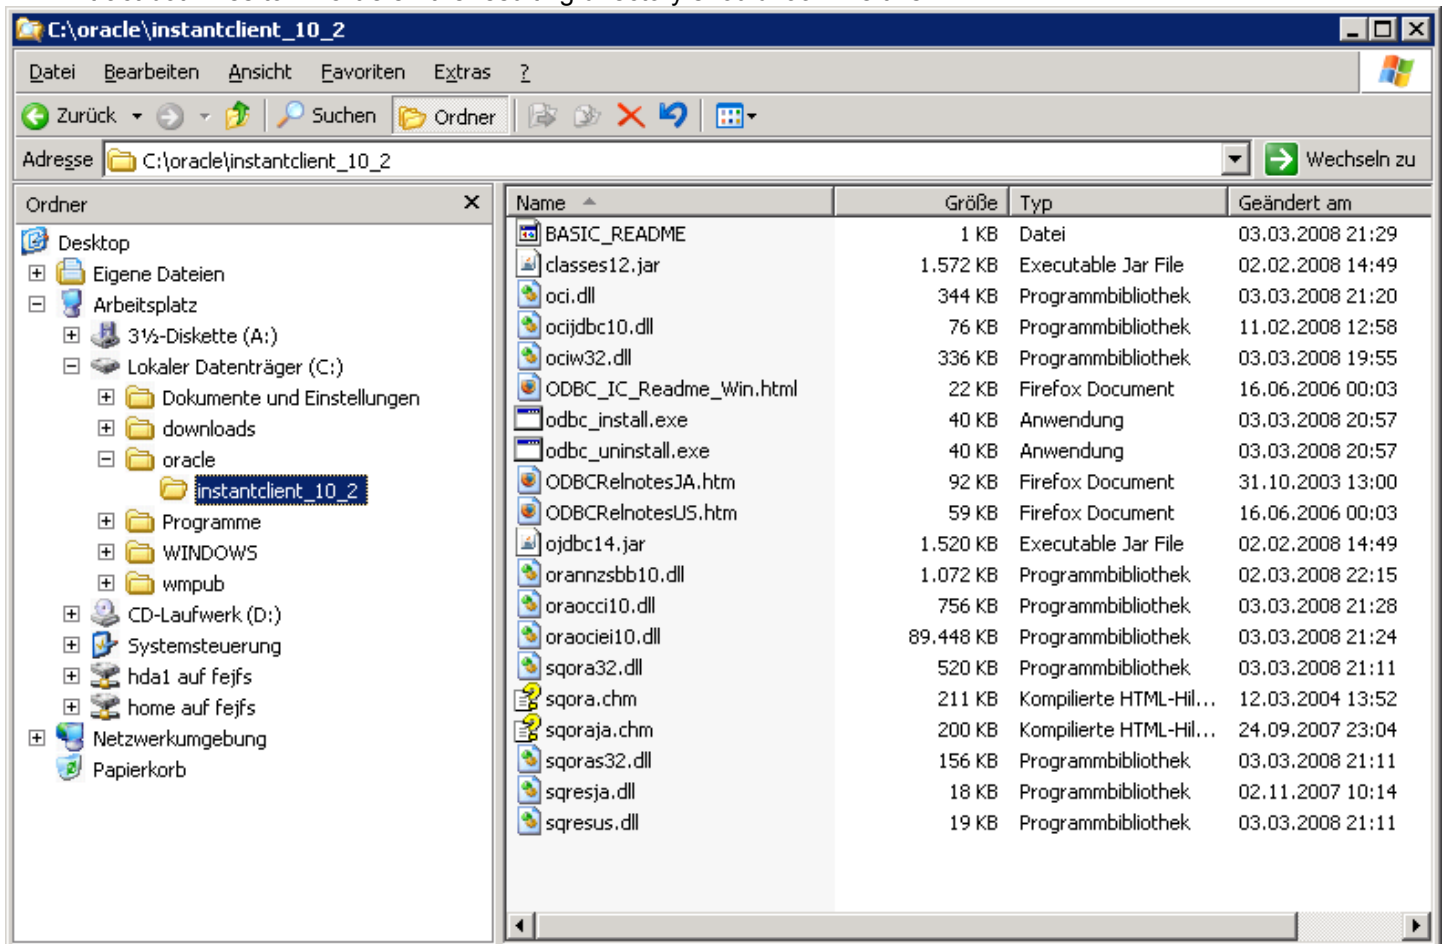 C:\oracle\instantclient_10_2
Datei Bearbeiten Ansicht Favoriten Extras ?
Zurück Suchen Ordner
Adresse C:\oracle\instantclient_10_2 Wechseln zu
Ordner x
Desktop
Eigene Dateien
Arbeitsplatz
3½-Diskette (A:)
Lokaler Datenträger (C:)
Dokumente und Einstellungen
downloads
oracle
instantclient_10_2
Programme
WINDOWS
wmpub
CD-Laufwerk (D:)
Systemsteuerung
hda1 auf fejfs
home auf fejfs
Netzwerkumgebung
Papierkorb
Name Größe Typ Geändert am
BASIC_README 1 KB Datei 03.03.2008 21:29
classes12.jar 1.572 KB Executable Jar File 02.02.2008 14:49
oci.dll 344 KB Programmbibliothek 03.03.2008 21:20
ocijdbc10.dll 76 KB Programmbibliothek 11.02.2008 12:58
ociw32.dll 336 KB Programmbibliothek 03.03.2008 19:55
ODBC_IC_Readme_Win.html 22 KB Firefox Document 16.06.2006 00:03
odbc_install.exe 40 KB Anwendung 03.03.2008 20:57
odbc_uninstall.exe 40 KB Anwendung 03.03.2008 20:57
ODBCRelnotesJA.htm 92 KB Firefox Document 31.10.2003 13:00
ODBCRelnotesUS.htm 59 KB Firefox Document 16.06.2006 00:03
ojdbc14.jar 1.520 KB Executable Jar File 02.02.2008 14:49
orannzsbb10.dll 1.072 KB Programmbibliothek 02.03.2008 22:15
oraocci10.dll 756 KB Programmbibliothek 03.03.2008 21:28
oraociei10.dll 89.448 KB Programmbibliothek 03.03.2008 21:24
sqora32.dll 520 KB Programmbibliothek 03.03.2008 21:11
sqora.chm 211 KB Kompilierte HTML-Hil... 12.03.2004 13:52
sqoraja.chm 200 KB Kompilierte HTML-Hil... 24.09.2007 23:04
sqoras32.dll 156 KB Programmbibliothek 03.03.2008 21:11
sqresja.dll 18 KB Programmbibliothek 02.11.2007 10:14
sqresus.dll 19 KB Programmbibliothek 03.03.2008 21:11